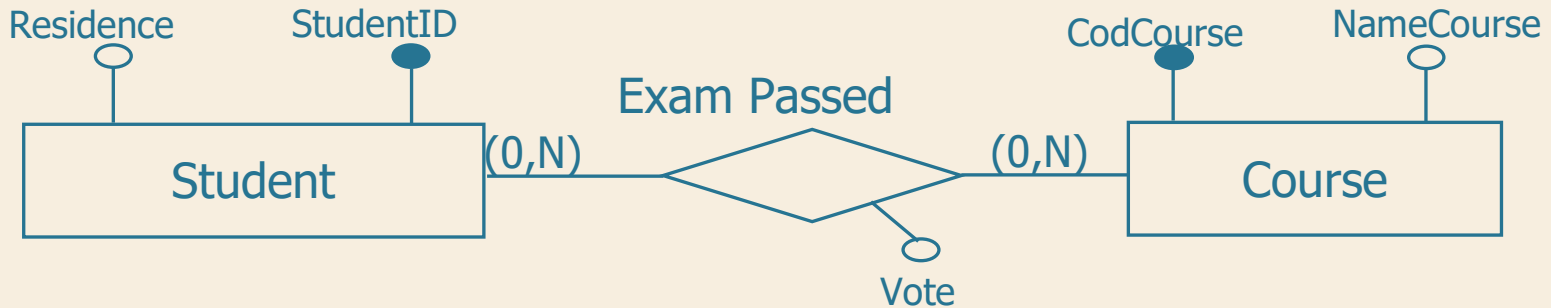 Residence
StudentID
CodCourse
NameCourse
Exam Passed
Student
(0,N)
(0,N)
Course
Vote